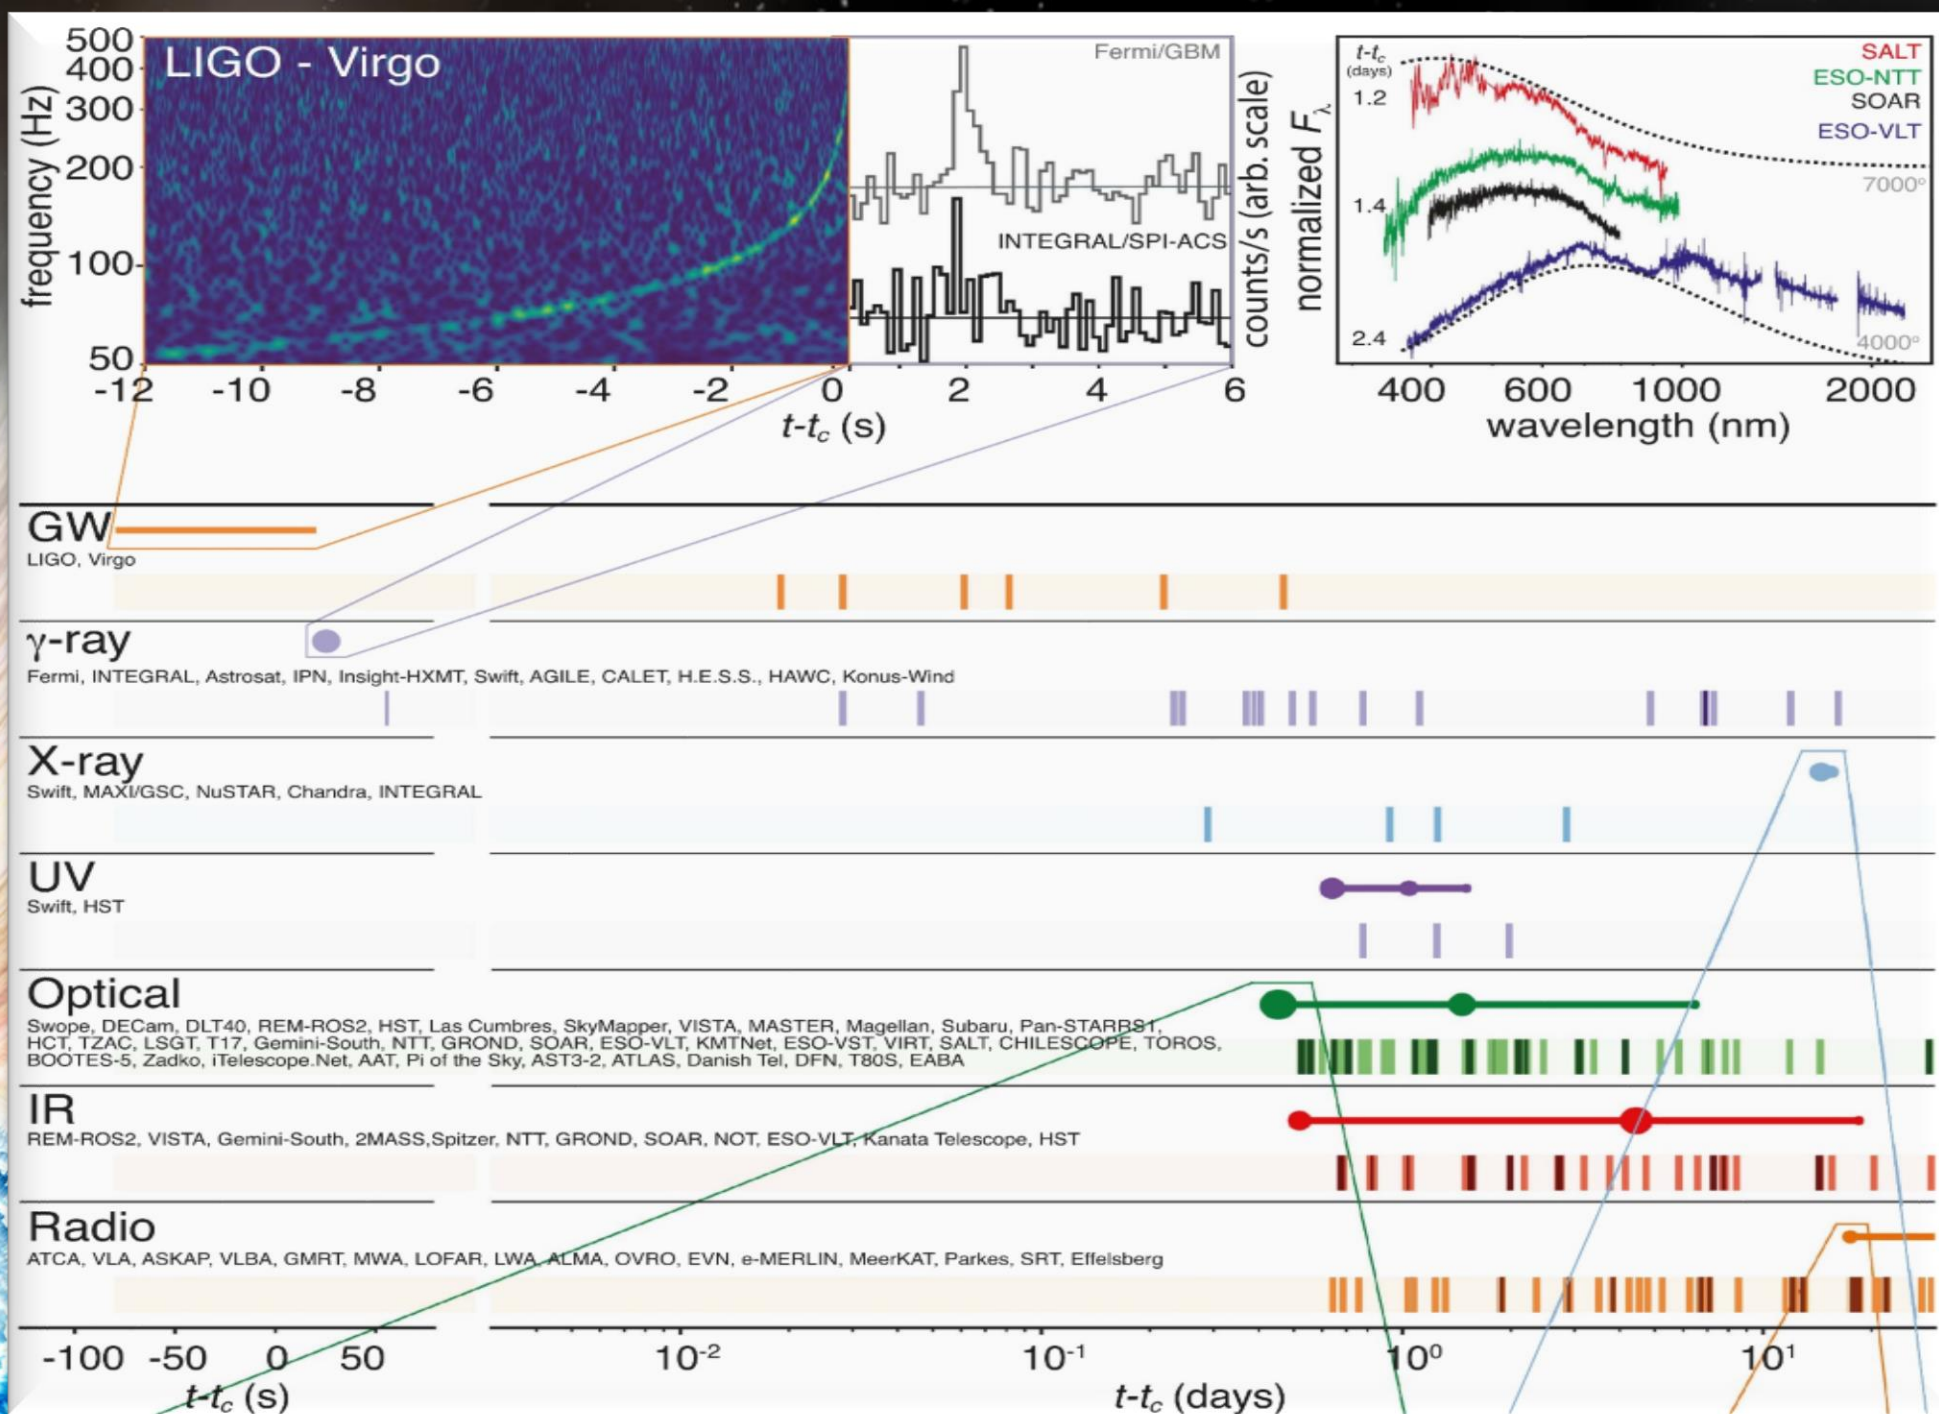 500
400
300
200
100
50
frequency (Hz)
LIGO - Virgo
Fermi/GBM
INTEGRAL/SPI-ACS
counts/s (arb. scale)
-12 -10 -8 -6 -4 -2 0 2 4 6
t-tc (s)
normalized Fλ
t-tc
(days)
1.2
1.4
2.4
SALT
ESO-NTT
SOAR
ESO-VLT
7000°
4000°
400 600 1000 2000
wavelength (nm)
GW
LIGO, Virgo
γ-ray
Fermi, INTEGRAL, Astrosat, IPN, Insight-HXMT, Swift, AGILE, CALET, H.E.S.S., HAWC, Konus-Wind
X-ray
Swift, MAXI/GSC, NuSTAR, Chandra, INTEGRAL
UV
Swift, HST
Optical
Swope, DECam, DLT40, REM-ROS2, HST, Las Cumbres, SkyMapper, VISTA, MASTER, Magellan, Subaru, Pan-STARRS1,
HCT, TZAC, LSGT, T17, Gemini-South, NTT, GROND, SOAR, ESO-VLT, KMTNet, ESO-VST, VIRT, SALT, CHILESCOPE, TOROS,
BOOTES-5, Zadko, iTelescope.Net, AAT, Pi of the Sky, AST3-2, ATLAS, Danish Tel, DFN, T80S, EABA
IR
REM-ROS2, VISTA, Gemini-South, 2MASS,Spitzer, NTT, GROND, SOAR, NOT, ESO-VLT, Kanata Telescope, HST
Radio
ATCA, VLA, ASKAP, VLBA, GMRT, MWA, LOFAR, LWA, ALMA, OVRO, EVN, e-MERLIN, MeerKAT, Parkes, SRT, Effelsberg
-100 -50 0 50 10⁻² 10⁻¹ 10⁰ 10¹
t-tc (s) t-tc (days)